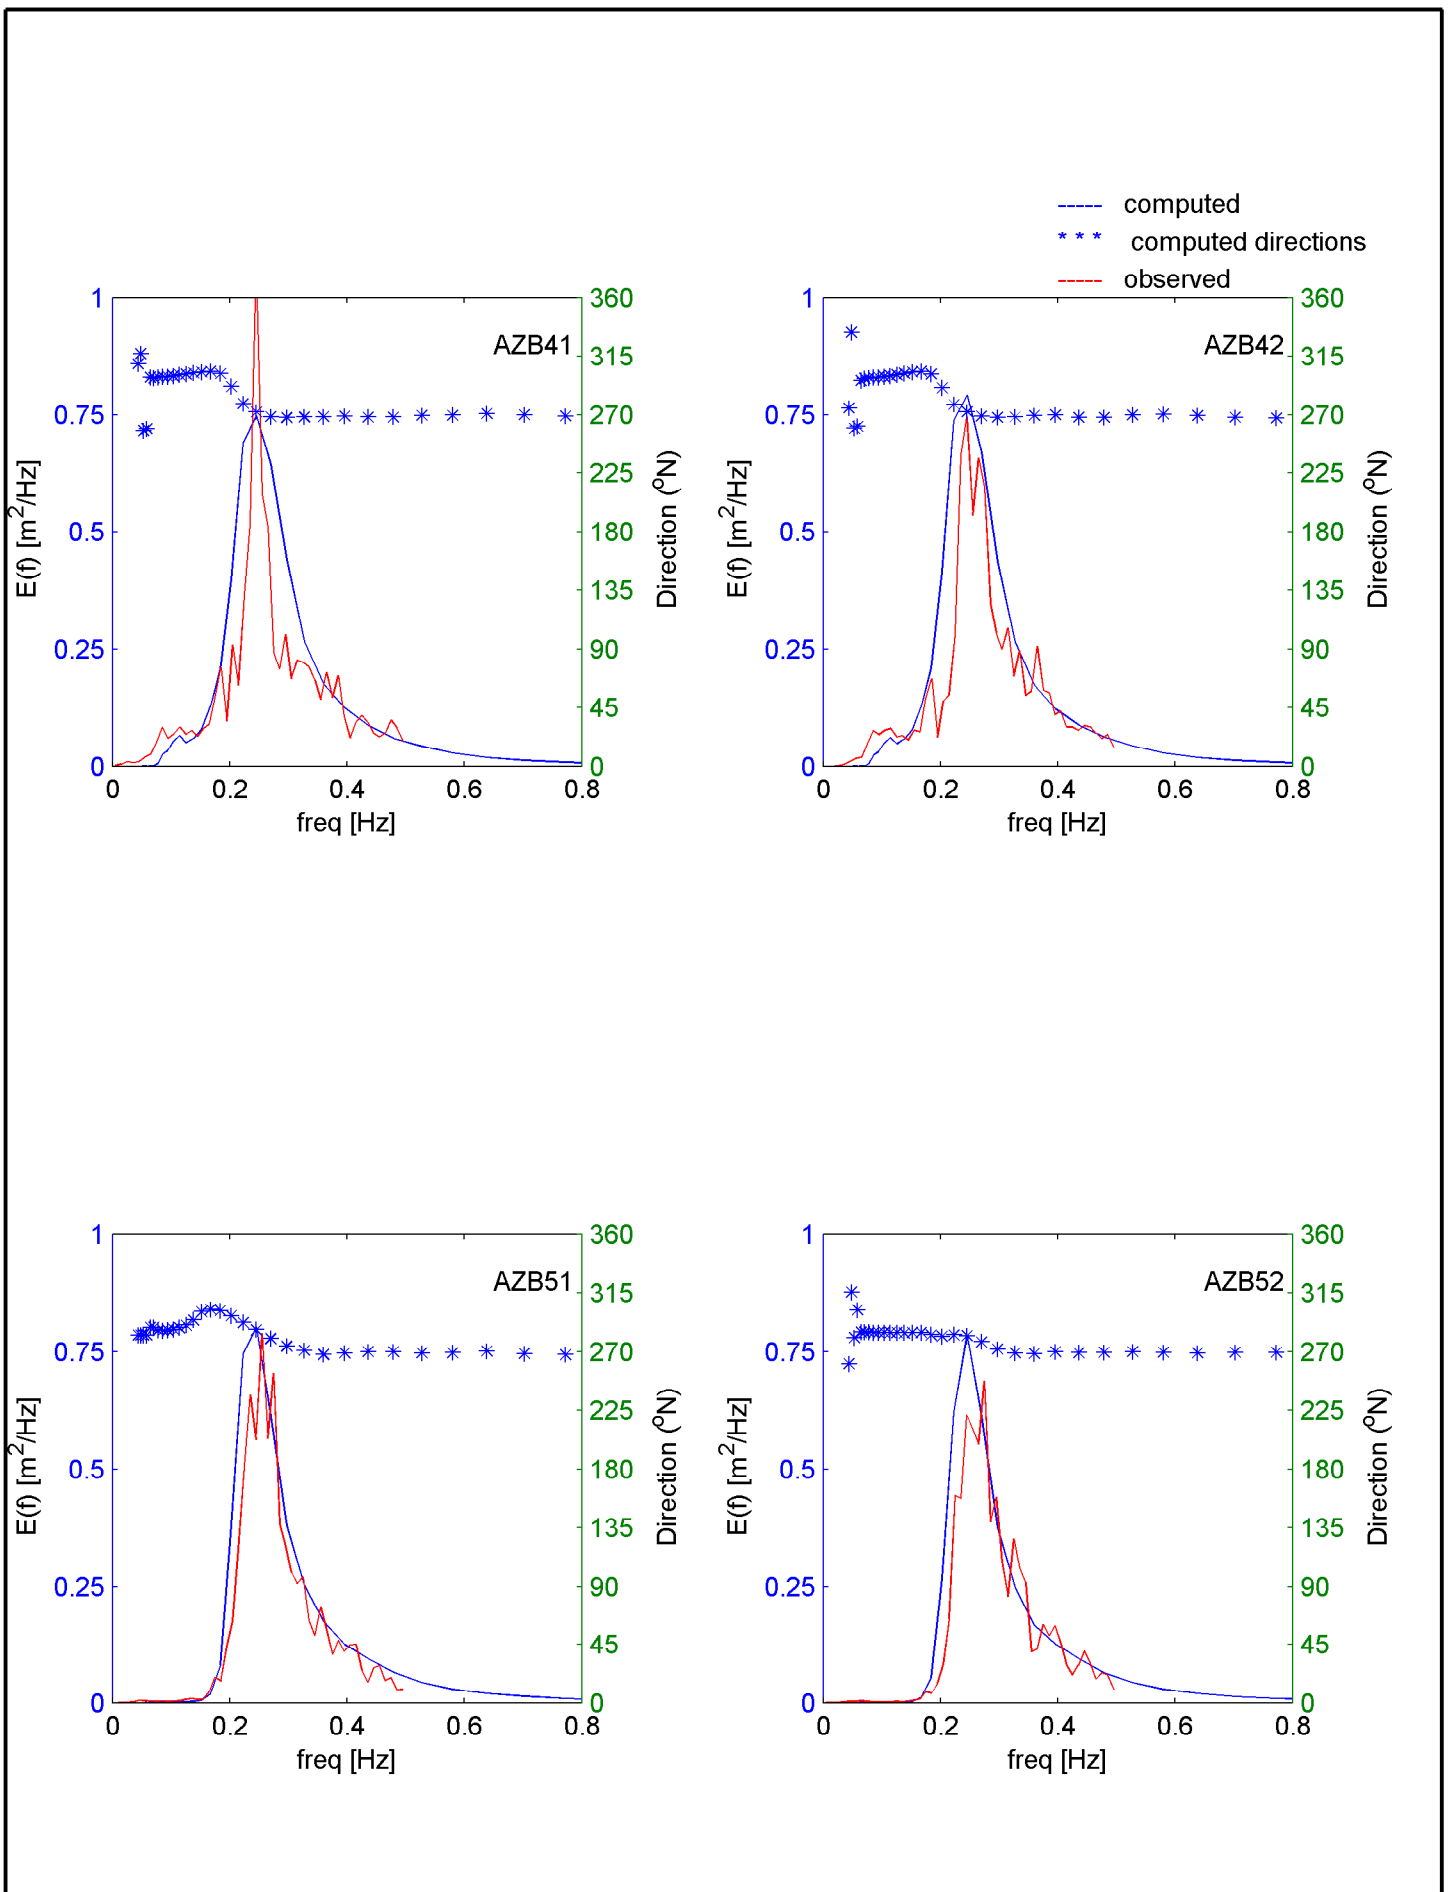 ----- computed
* * * computed directions
----- observed
AZB41
1
0.75
0.5
0.25
0
E(f) [m²/Hz]
360
315
270
225
180
135
90
45
0
Direction (°N)
0 0.2 0.4 0.6 0.8
freq [Hz]
AZB42
1
0.75
0.5
0.25
0
E(f) [m²/Hz]
360
315
270
225
180
135
90
45
0
Direction (°N)
0 0.2 0.4 0.6 0.8
freq [Hz]
AZB51
1
0.75
0.5
0.25
0
E(f) [m²/Hz]
360
315
270
225
180
135
90
45
0
Direction (°N)
0 0.2 0.4 0.6 0.8
freq [Hz]
AZB52
1
0.75
0.5
0.25
0
E(f) [m²/Hz]
360
315
270
225
180
135
90
45
0
Direction (°N)
0 0.2 0.4 0.6 0.8
freq [Hz]